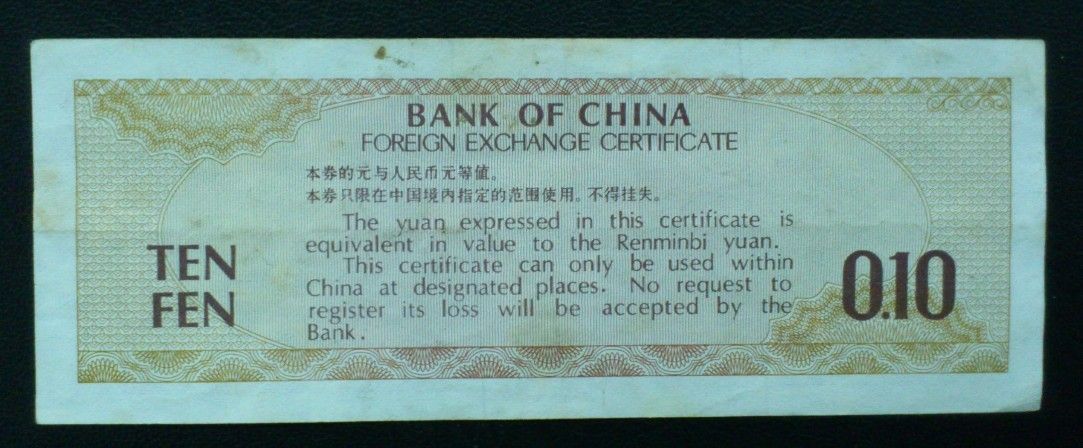 BANK OF CHINA
FOREIGN EXCHANGE CERTIFICATE
本券的元与人民币元等值。
本券只限在中国境内指定的范围使用。不得挂失。
The yuan expressed in this certificate is
equivalent in value to the Renminbi yuan.
This certificate can only be used within
China at designated places. No request to
register its loss will be accepted by the
Bank.
TEN
FEN
0.10